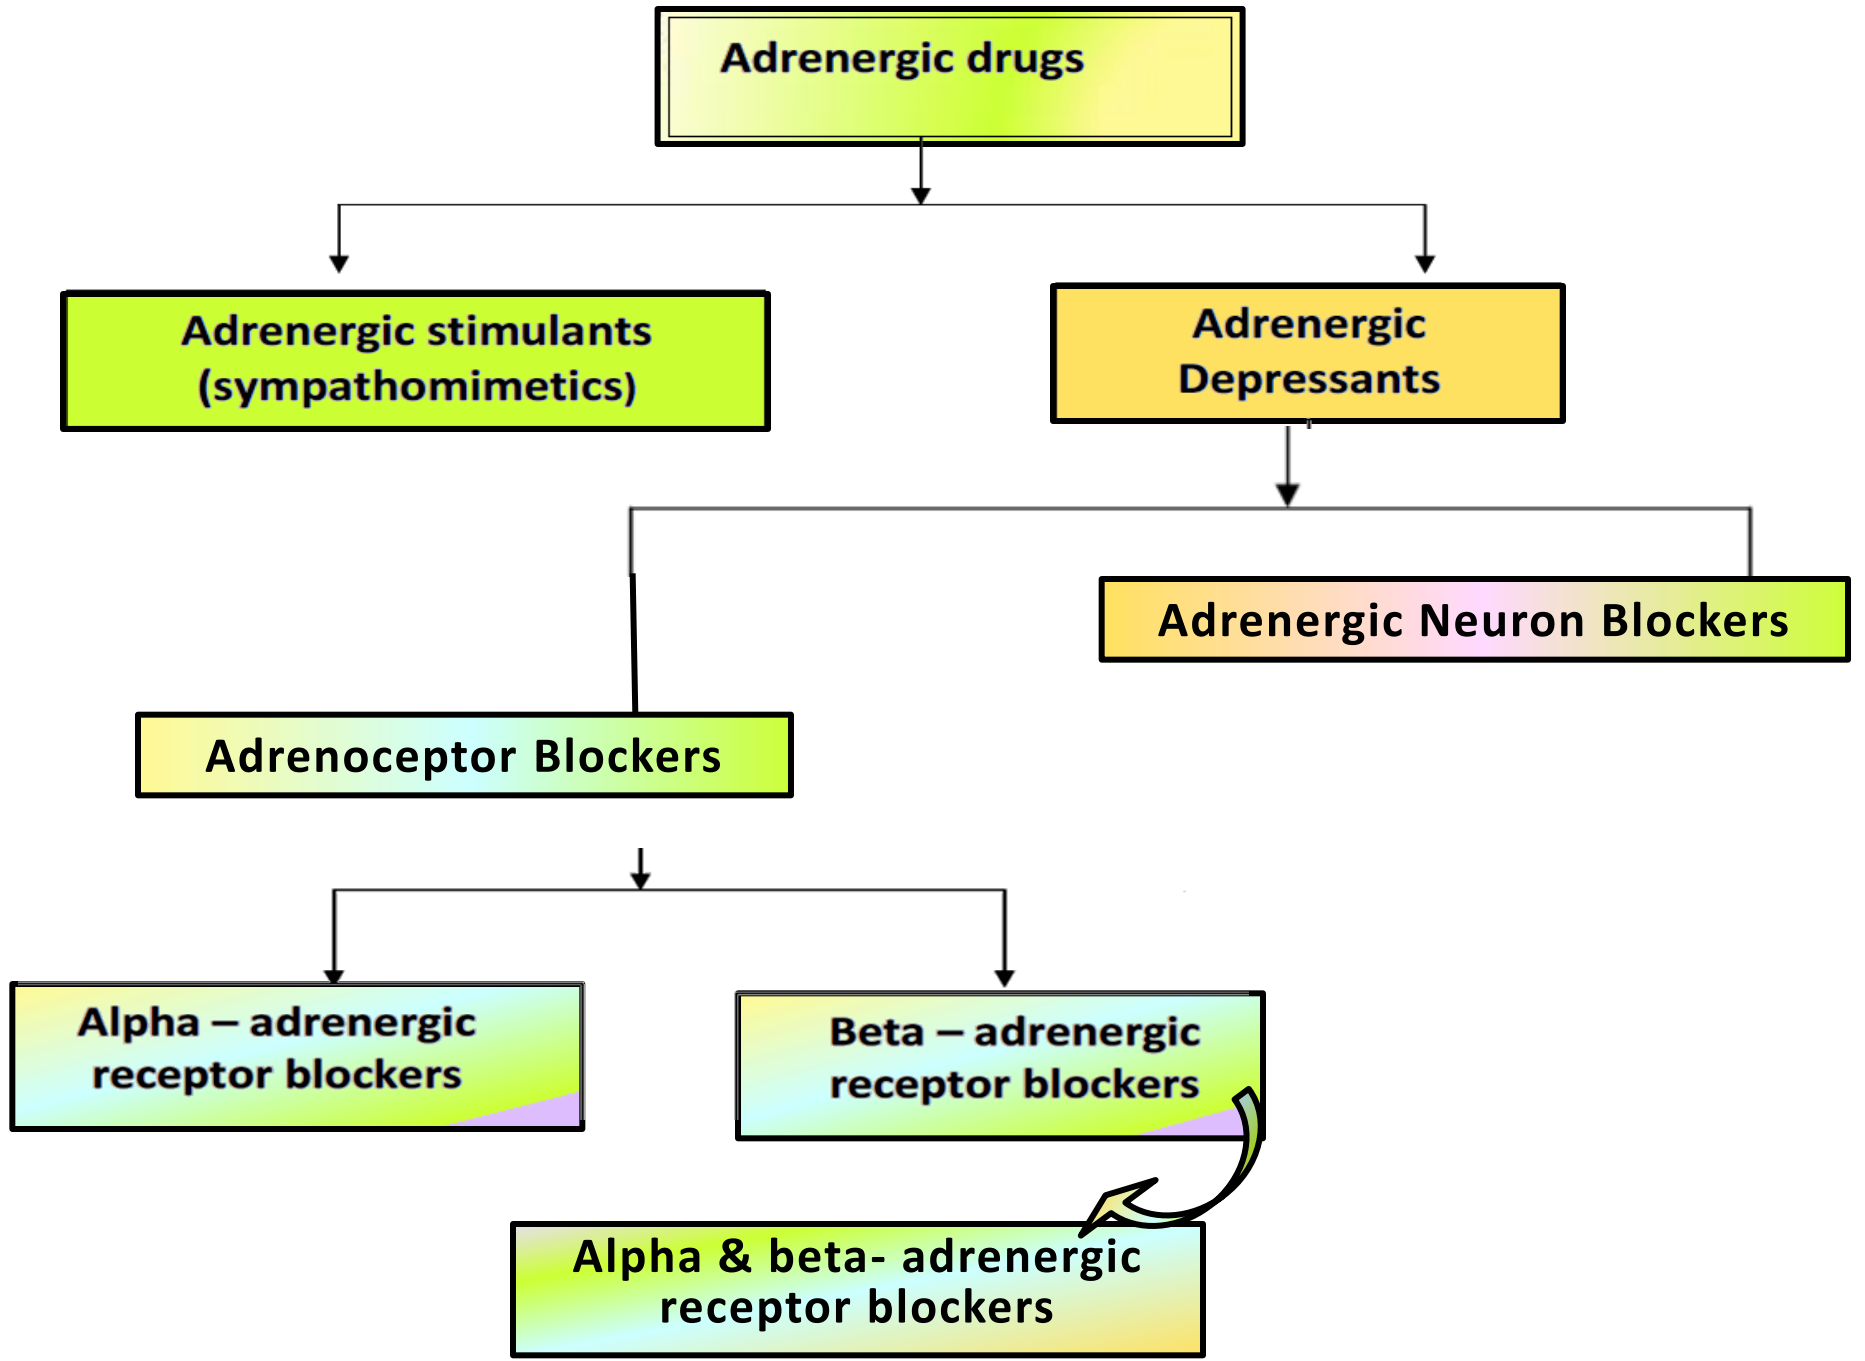 Adrenergic drugs
Adrenergic stimulants
(sympathomimetics)
Adrenergic
Depressants
Adrenergic Neuron Blockers
Adrenoceptor Blockers
Alpha – adrenergic
receptor blockers
Beta – adrenergic
receptor blockers
Alpha & beta- adrenergic
receptor blockers